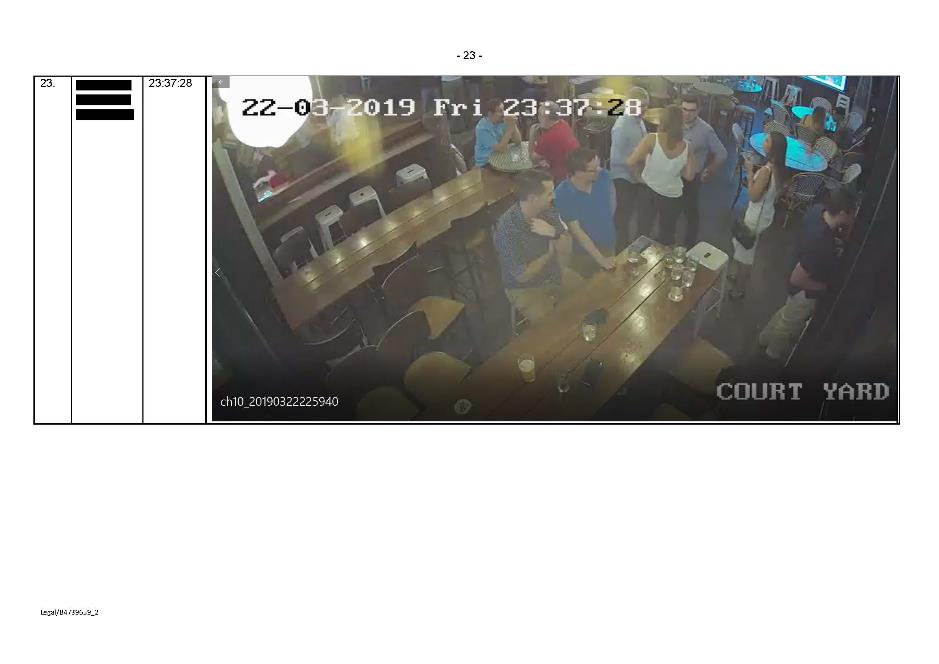 - 23 -
23.
23:37:28
22-03-2019 Fri 23:37:28
ch10_20190322225940
COURT YARD